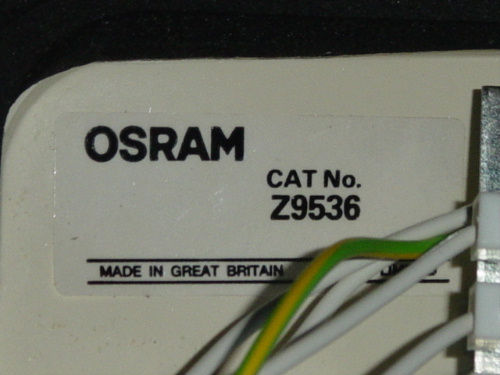 OSRAM
CAT No.
Z9536
MADE IN GREAT BRITAIN